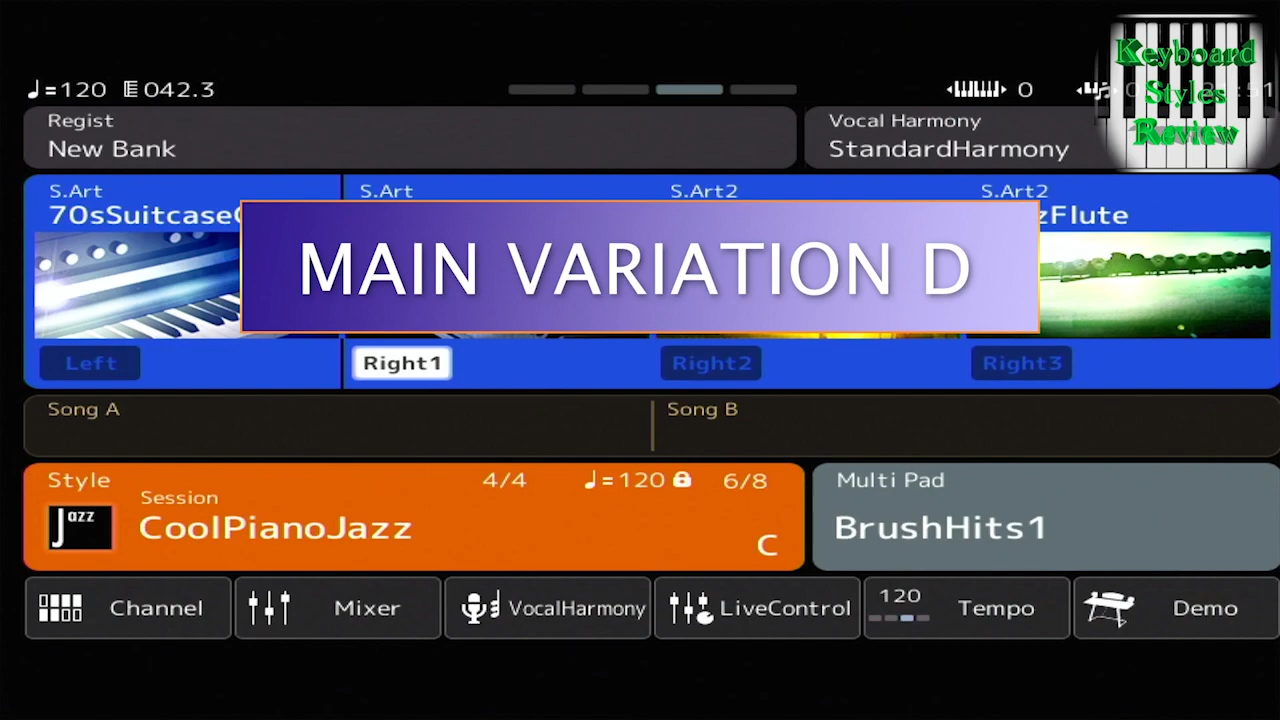 Keyboard
Styles
Review
=120 042.3
0
Regist
New Bank
Vocal Harmony
StandardHarmony
S.Art
S.Art
S.Art2
S.Art2
MAIN VARIATION D
Left
Right1
Right2
Right3
Song A
Song B
Style
4/4
=120
6/8
Session
Jazz
CoolPianoJazz
C
Multi Pad
BrushHits1
Channel
Mixer
VocalHarmony
LiveControl
120
Tempo
Demo